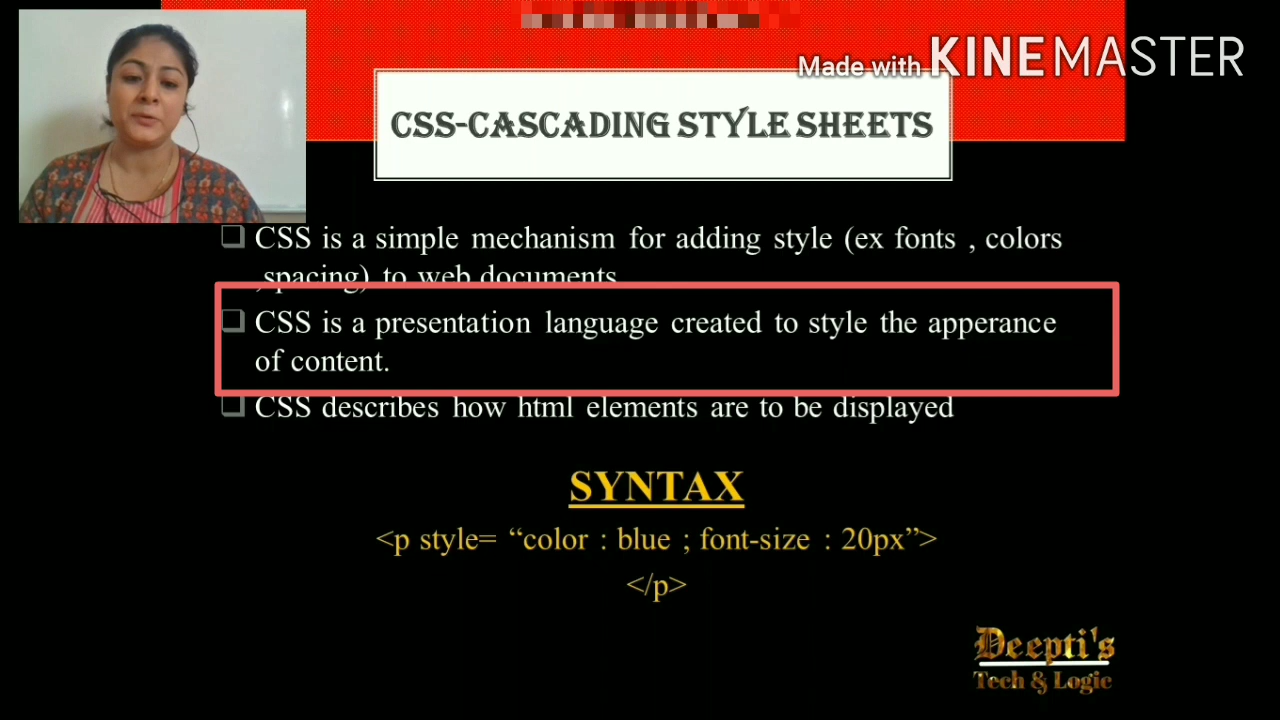 Made with KINEMASTER
CSS-CASCADING STYLE SHEETS
CSS is a simple mechanism for adding style (ex fonts , colors
,spacing) to web documents
CSS is a presentation language created to style the apperance
of content.
CSS describes how html elements are to be displayed
SYNTAX
<p style= “color : blue ; font-size : 20px”>
</p>
Deepti's
Tech & Logic